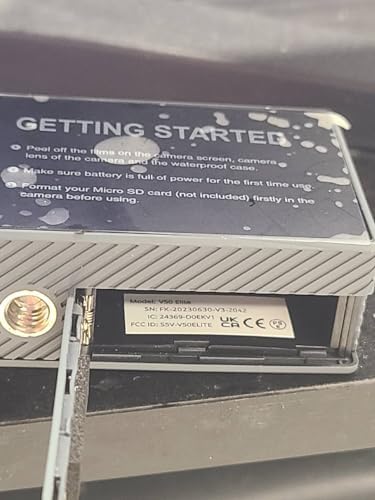 GETTING STARTED
Peel off the films on the camera screen, camera
lens of the camera and the waterproof case.
Make sure battery is full of power for the first time use.
Format your Micro SD card (not included) firstly in the
camera before using.
Model: V50 Elite
SN: FK-20230630-V3-2042
IC: 24369-D0EKV1
FCC ID: S5V-V50ELITE
UK
CA CE